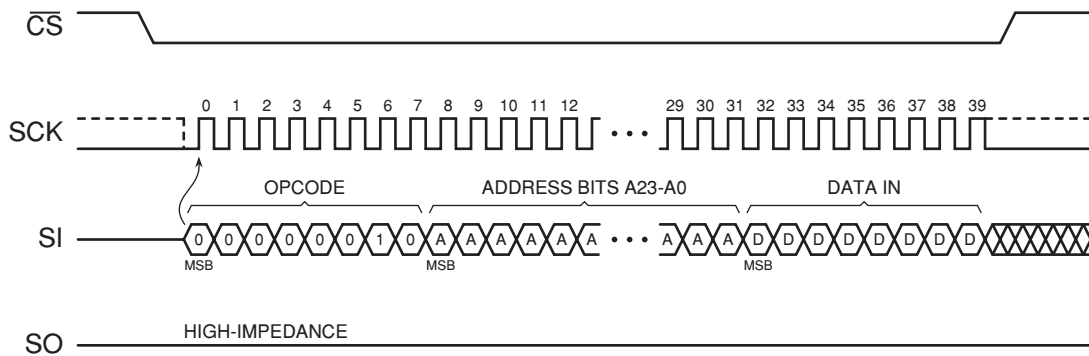 CS
0 1 2 3 4 5 6 7 8 9 10 11 12 29 30 31 32 33 34 35 36 37 38 39
SCK
OPCODE ADDRESS BITS A23-A0 DATA IN
SI 0 0 0 0 0 0 1 0 A A A A A A A A A D D D D D D D D
MSB MSB MSB
HIGH-IMPEDANCE
SO